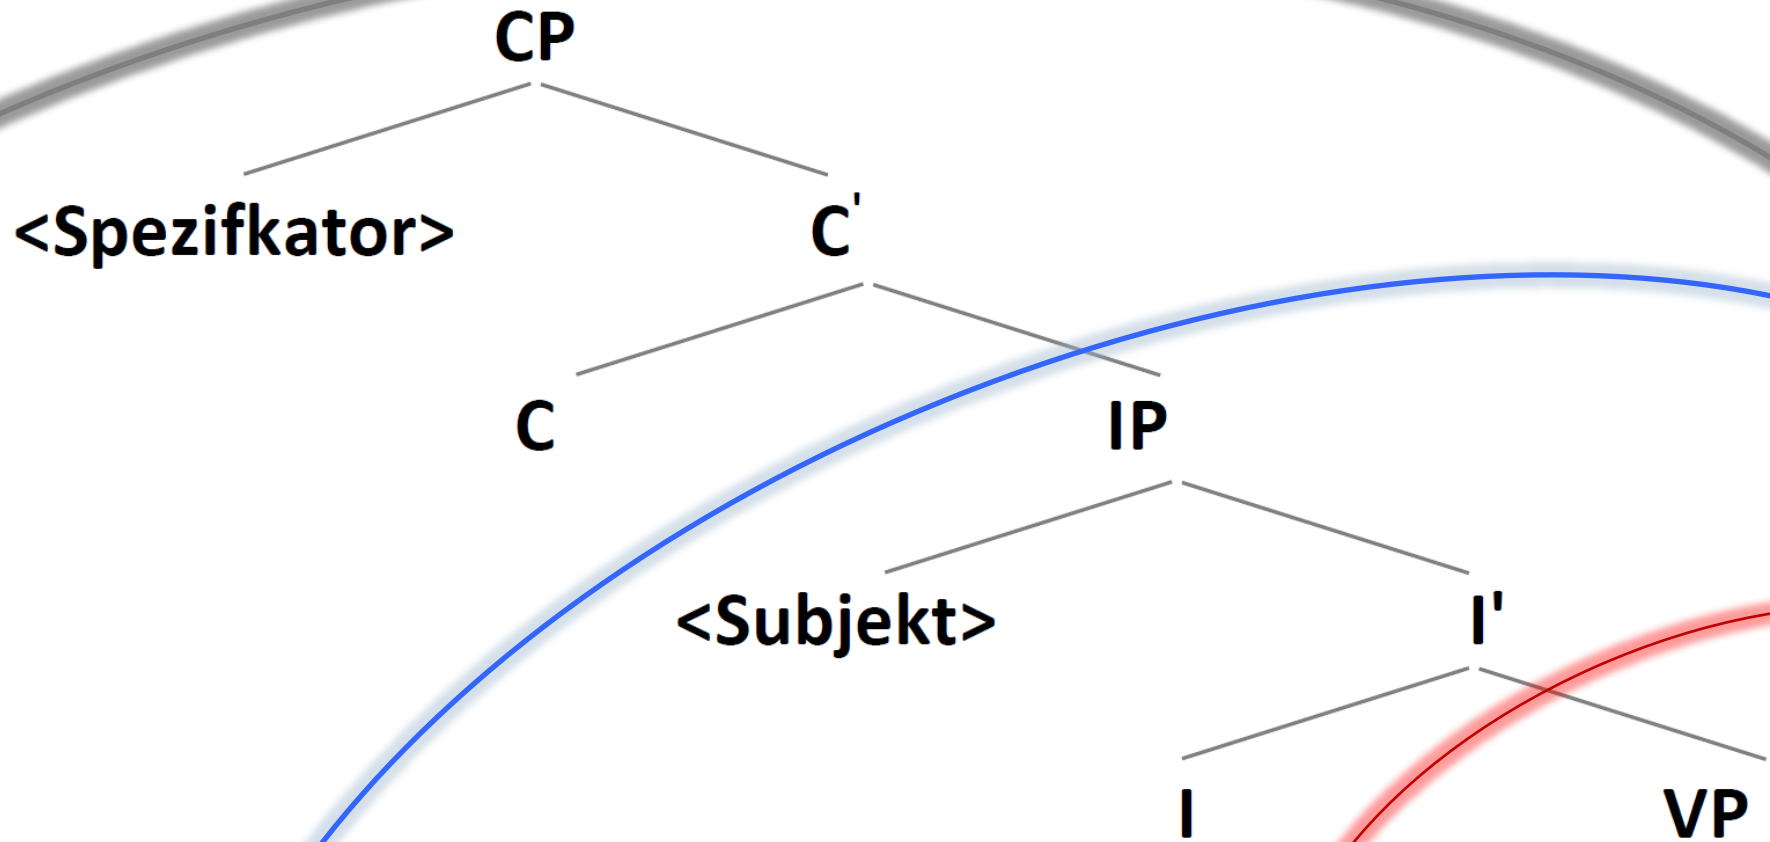 CP
<Spezifkator> C'
C IP
<Subjekt> I'
I VP